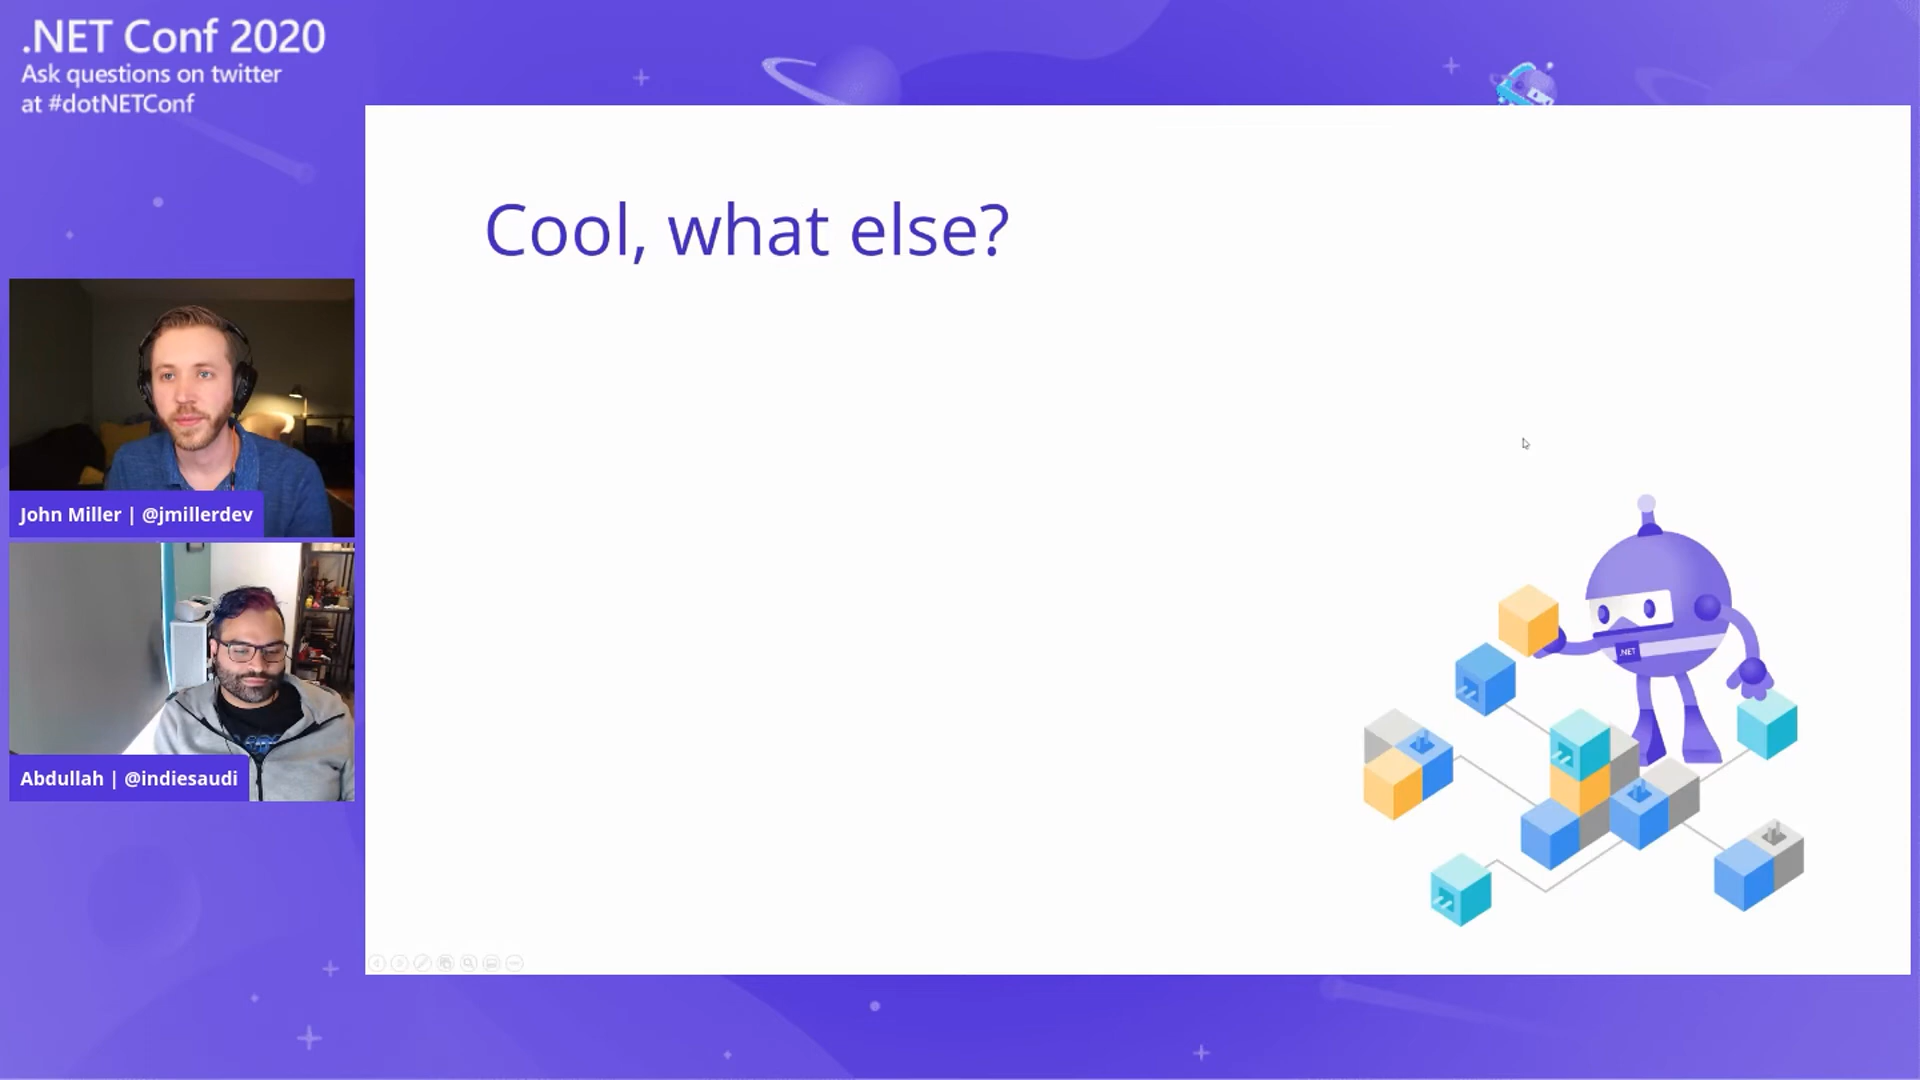 .NET Conf 2020
Ask questions on twitter
at #dotNETConf
Cool, what else?
John Miller | @jmillerdev
Abdullah | @indiesaudi
.NET